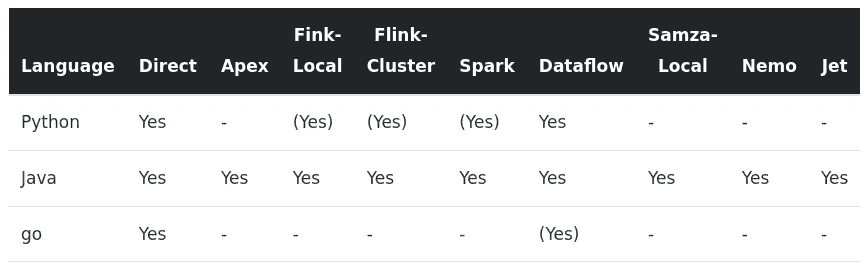 Language Direct Apex Fink-Local Flink-Cluster Spark Dataflow Samza-Local Nemo Jet
Python Yes - (Yes) (Yes) (Yes) Yes - - -
Java Yes Yes Yes Yes Yes Yes Yes Yes Yes
go Yes - - - - (Yes) - - -